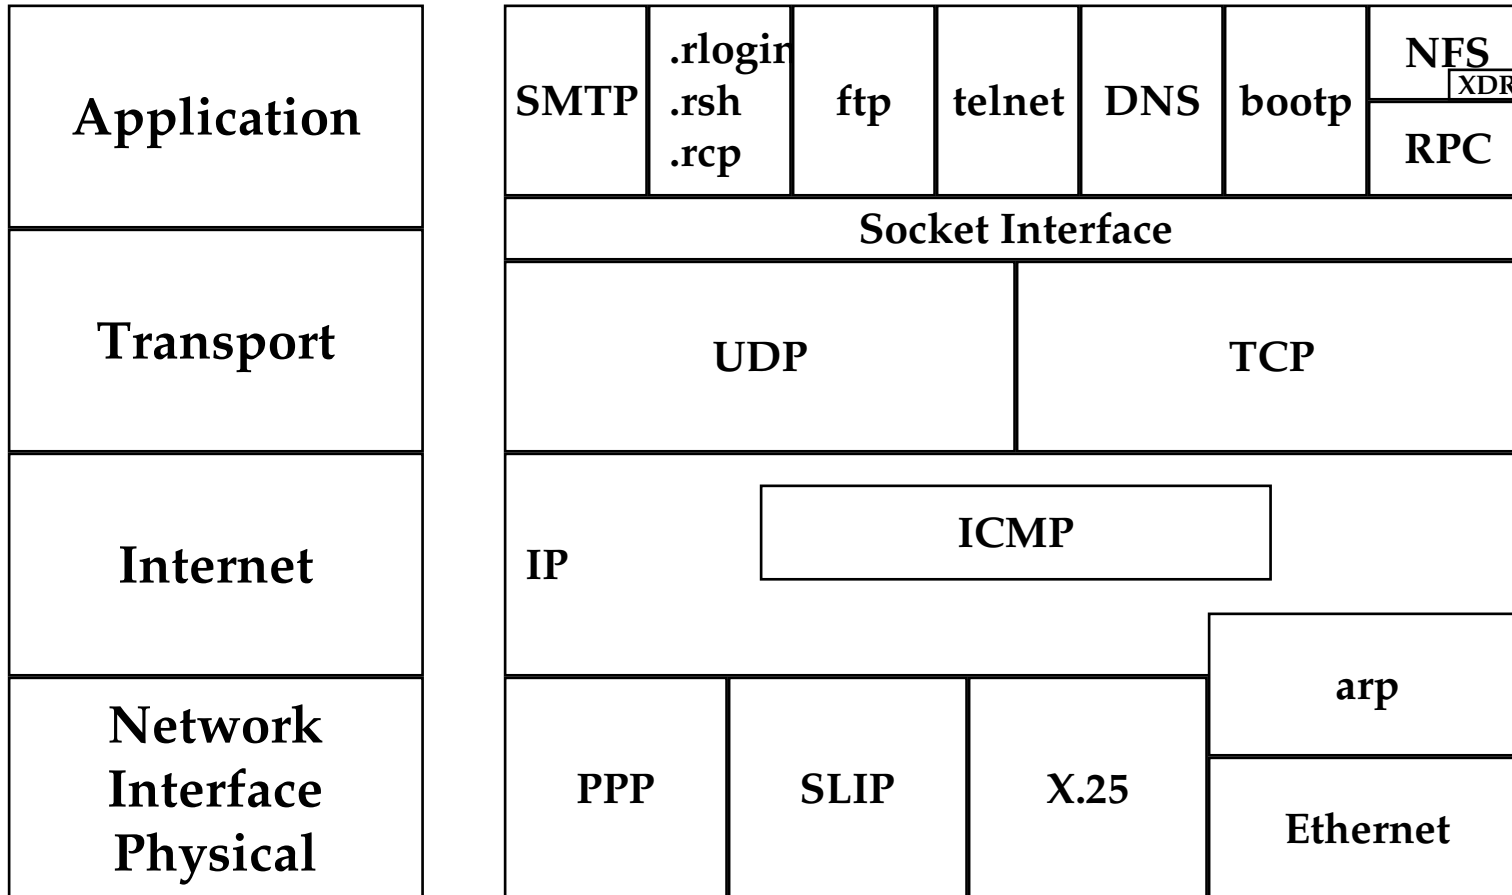 Application
Transport
Internet
Network
Interface
Physical
SMTP
.rlogin
.rsh
.rcp
ftp
telnet
DNS
bootp
NFS
XDR
RPC
Socket Interface
UDP
TCP
IP
ICMP
arp
PPP
SLIP
X.25
Ethernet